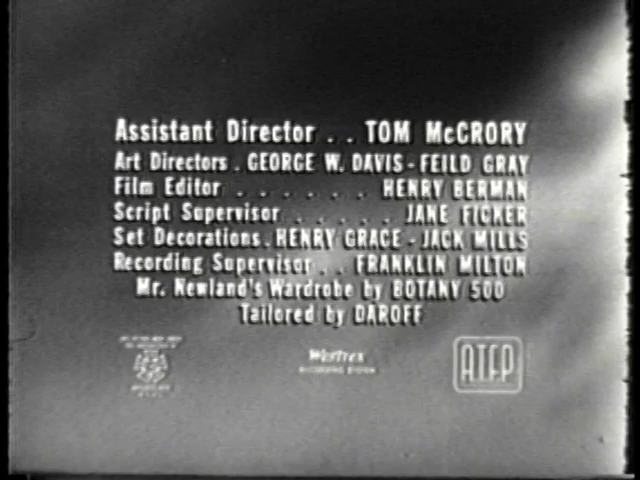 Assistant Director . . TOM McCRORY
Art Directors . GEORGE W. DAVIS - FEILD GRAY
Film Editor . . . . . . HENRY BERMAN
Script Supervisor . . . . . JANE FICKER
Set Decorations . HENRY GRACE - JACK MILLS
Recording Supervisor . . FRANKLIN MILTON
Mr. Newland's Wardrobe by BOTANY 500
Tailored by DAROFF
Westrex
RECORDING SYSTEM
ATFP